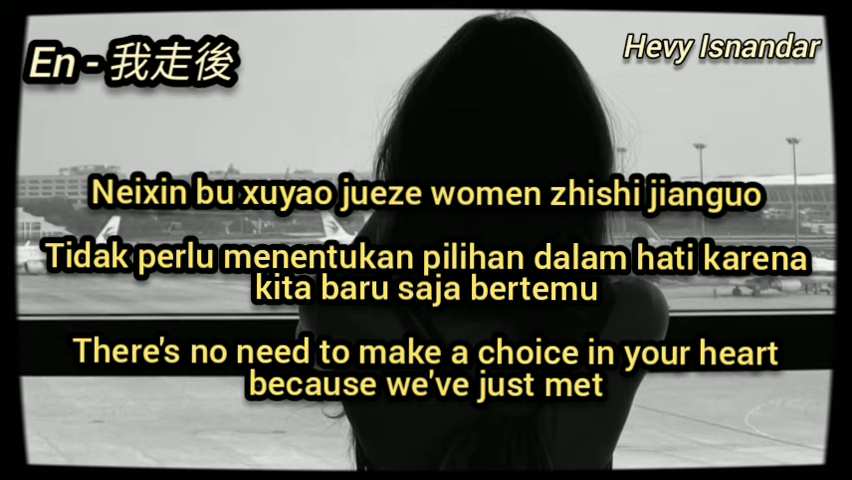 En - 我走後
Hevy Isnandar
Neixin bu xuyao jueze women zhishi jianguo
Tidak perlu menentukan pilihan dalam hati karena
kita baru saja bertemu
There's no need to make a choice in your heart
because we've just met